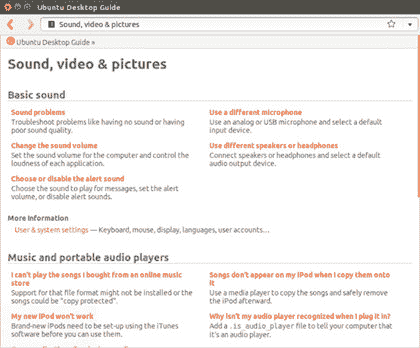 Ubuntu Desktop Guide
Sound, video & pictures
Ubuntu Desktop Guide »
Sound, video & pictures
Basic sound
Sound problems
Troubleshoot problems like having no sound or having
poor sound quality.
Change the sound volume
Set the sound volume for the computer and control the
loudness of each application.
Choose or disable the alert sound
Choose the sound to play for messages, set the alert
volume, or disable alert sounds.
Use a different microphone
Use an analog or USB microphone and select a default
input device.
Use different speakers or headphones
Connect speakers or headphones and select a default
audio output device.
More Information
User & system settings — Keyboard, mouse, display, languages, user accounts…
Music and portable audio players
I can't play the songs I bought from an online music
store
Support for that file format might not be installed or the
songs could be "copy protected".
My new iPod won't work
Brand-new iPods need to be set-up using the iTunes
software before you can use them.
Songs don't appear on my iPod when I copy them onto
it
Use a media player to copy the songs and safely remove
the iPod afterward.
Why isn't my audio player recognized when I plug it in?
Add a .is_audio_player file to tell your computer that
it's an audio player.